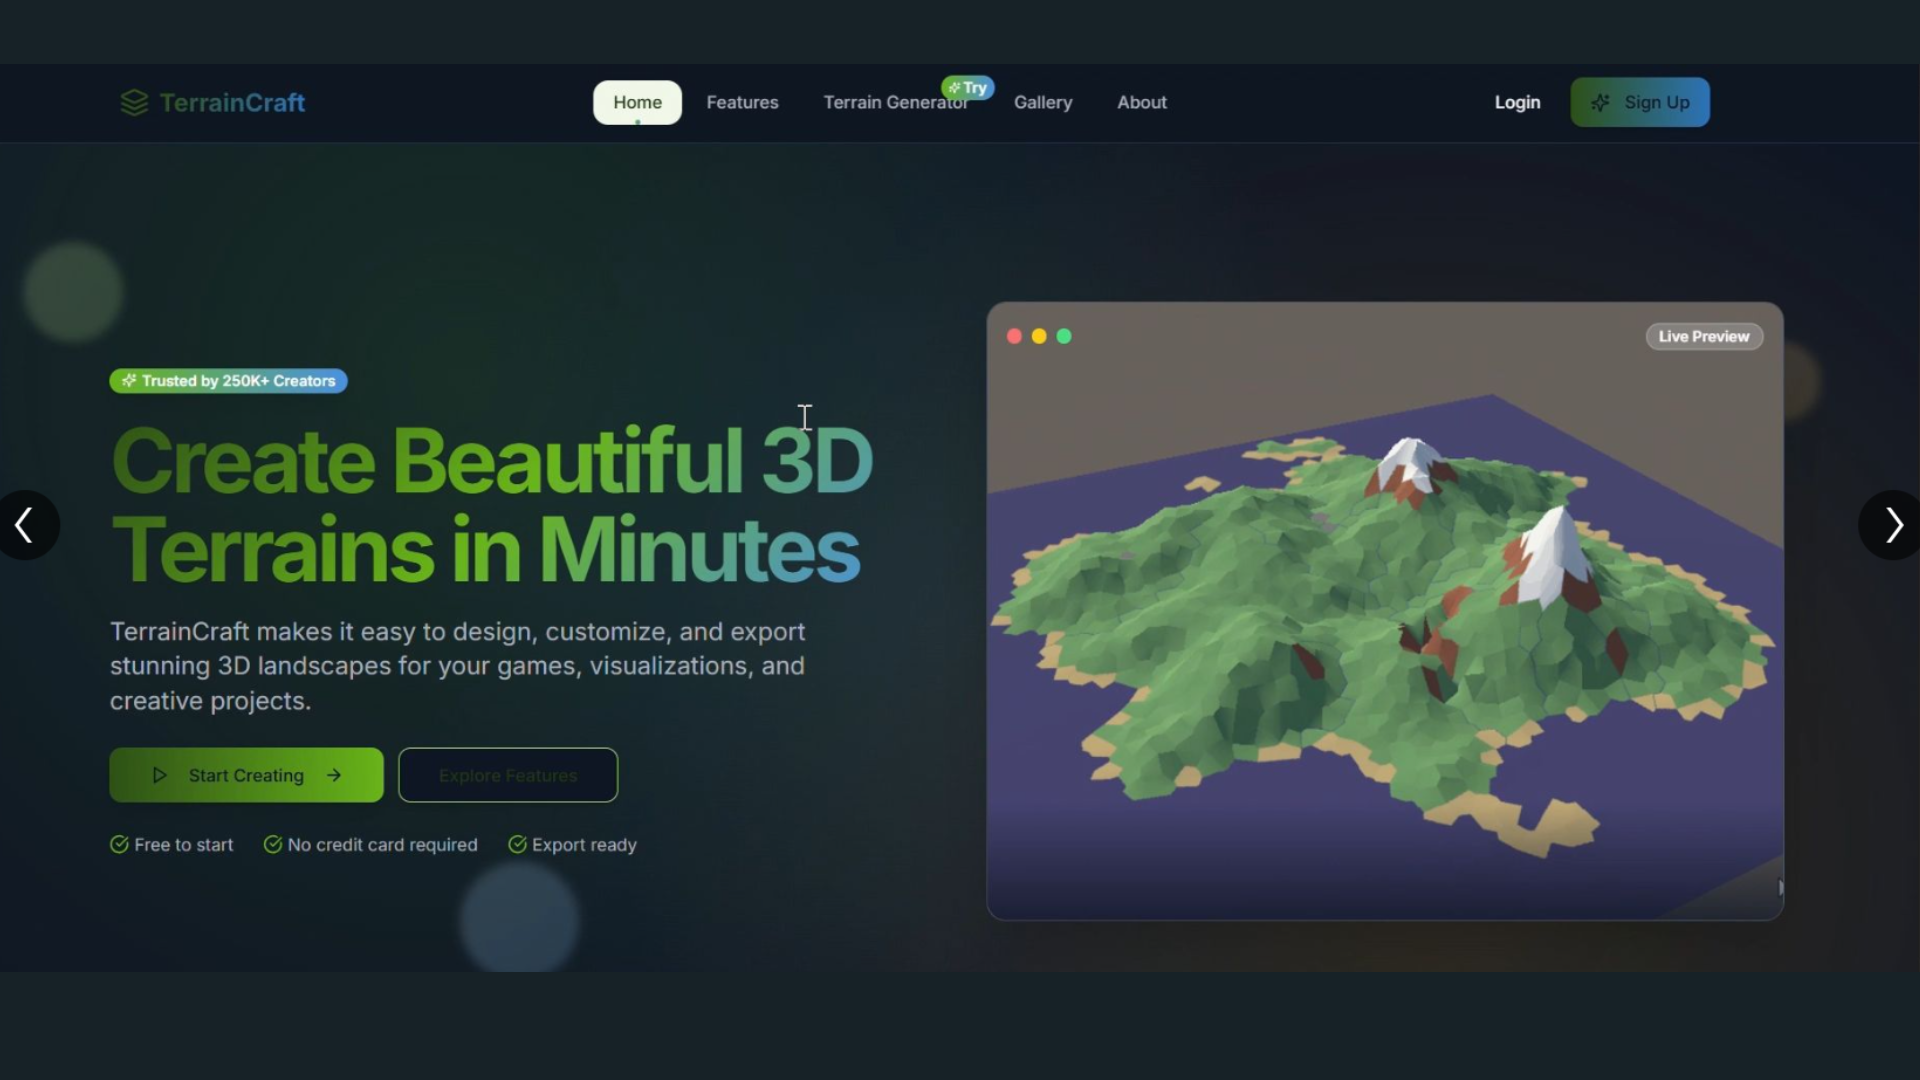 TerrainCraft
Home
Features
Terrain Generator
Try
Gallery
About
Login
Sign Up
Live Preview
Trusted by 250K+ Creators
Create Beautiful 3D
Terrains in Minutes
TerrainCraft makes it easy to design, customize, and export
stunning 3D landscapes for your games, visualizations, and
creative projects.
Start Creating
Explore Features
Free to start
No credit card required
Export ready